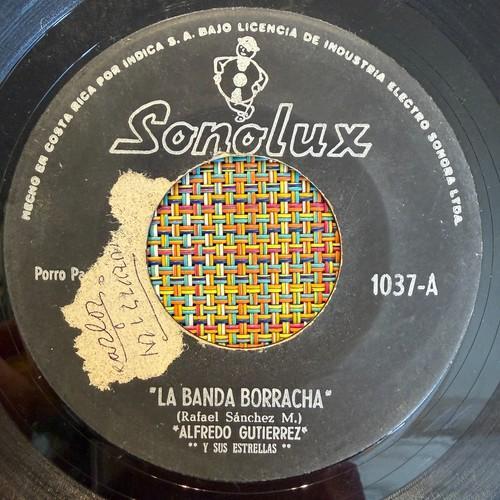 HECHO EN COSTA RICA POR INDICA S. A. BAJO LICENCIA DE INDUSTRIA ELECTRO SONORA LTDA.
Sonolux
Porro Pa
1037-A
"LA BANDA BORRACHA"
(Rafael Sánchez M.)
*ALFREDO GUTIERREZ*
** Y SUS ESTRELLAS **